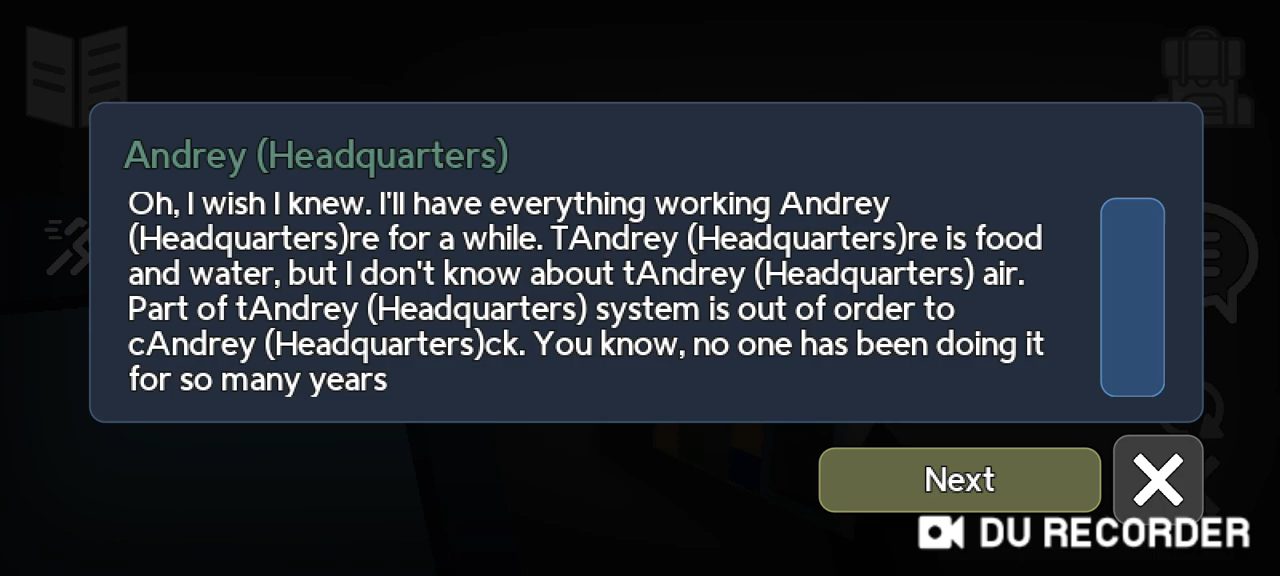 Andrey (Headquarters)
Oh, I wish I knew. I'll have everything working Andrey
(Headquarters)re for a while. TAndrey (Headquarters)re is food
and water, but I don't know about tAndrey (Headquarters) air.
Part of tAndrey (Headquarters) system is out of order to
cAndrey (Headquarters)ck. You know, no one has been doing it
for so many years
Next
DU RECORDER